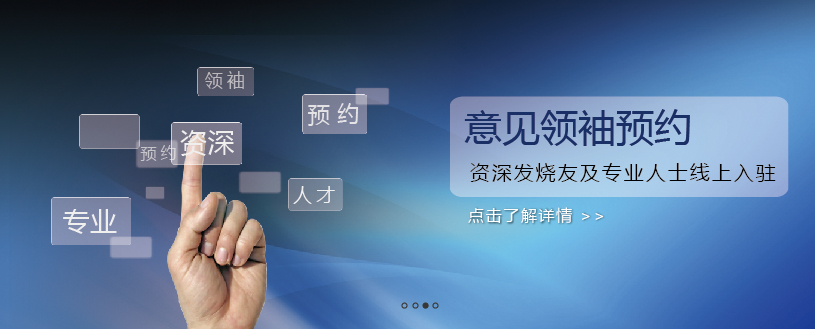 领袖
预约
资深
预约
人才
专业
意见领袖预约
资深发烧友及专业人士线上入驻
点击了解详情 >>